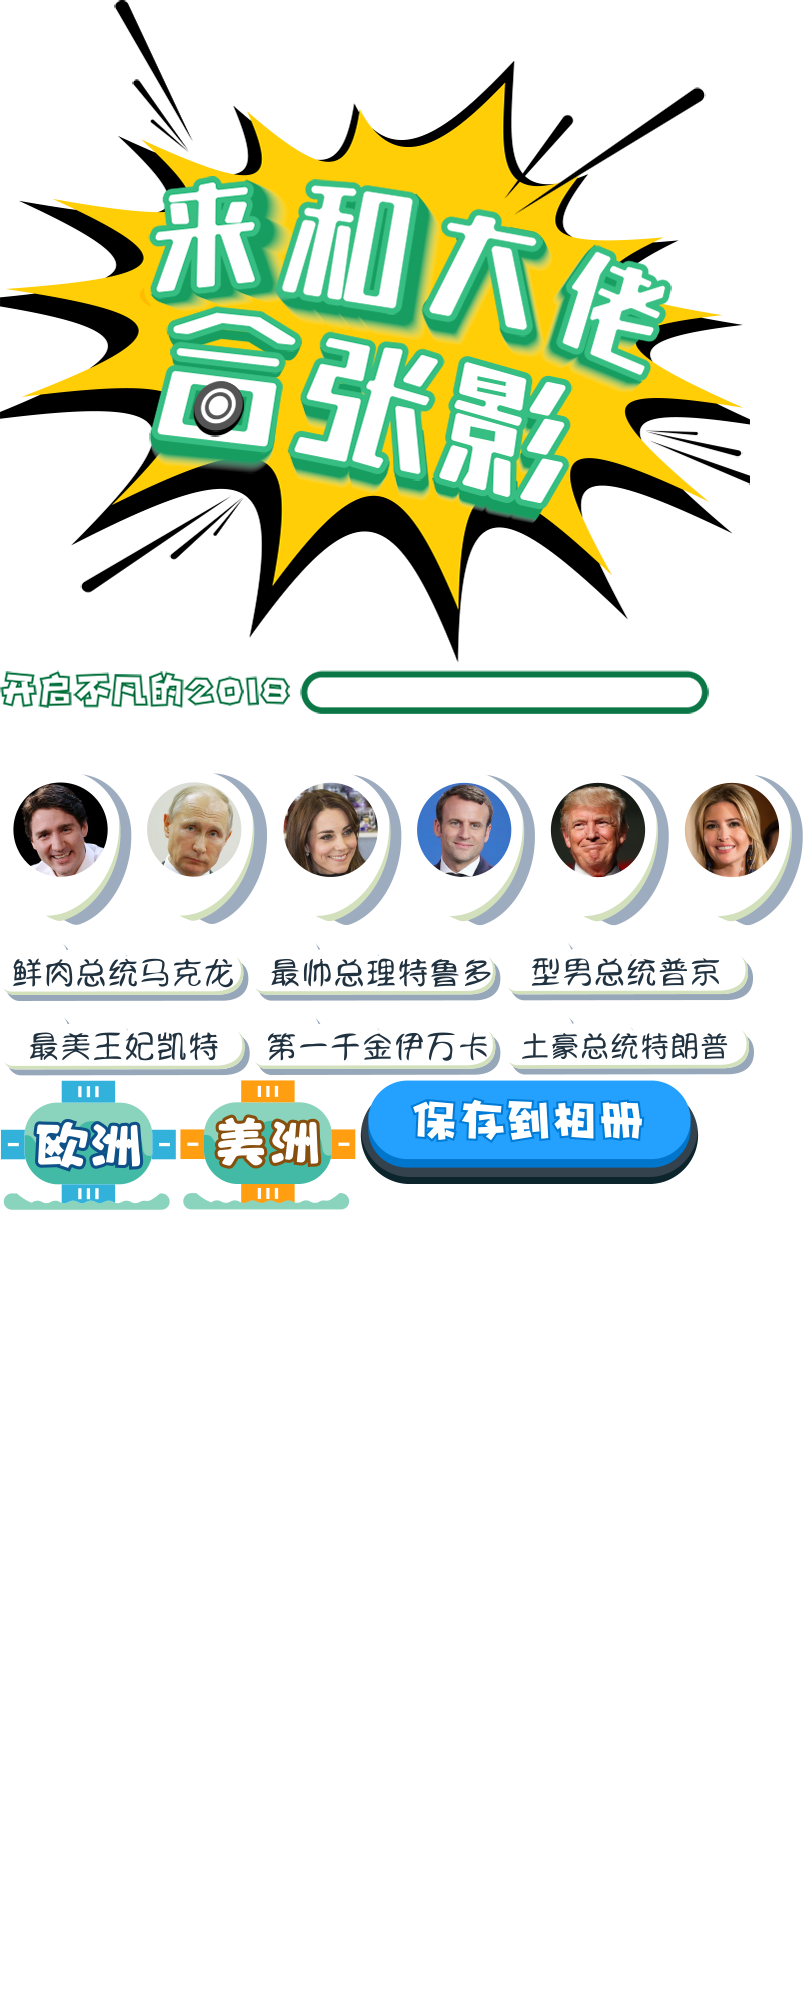 来和大佬
合张影
开启不凡的2018
鲜肉总统马克龙 最帅总理特鲁多 型男总统普京
最美王妃凯特 第一千金伊万卡 土豪总统特朗普
欧洲 美洲 保存到相册